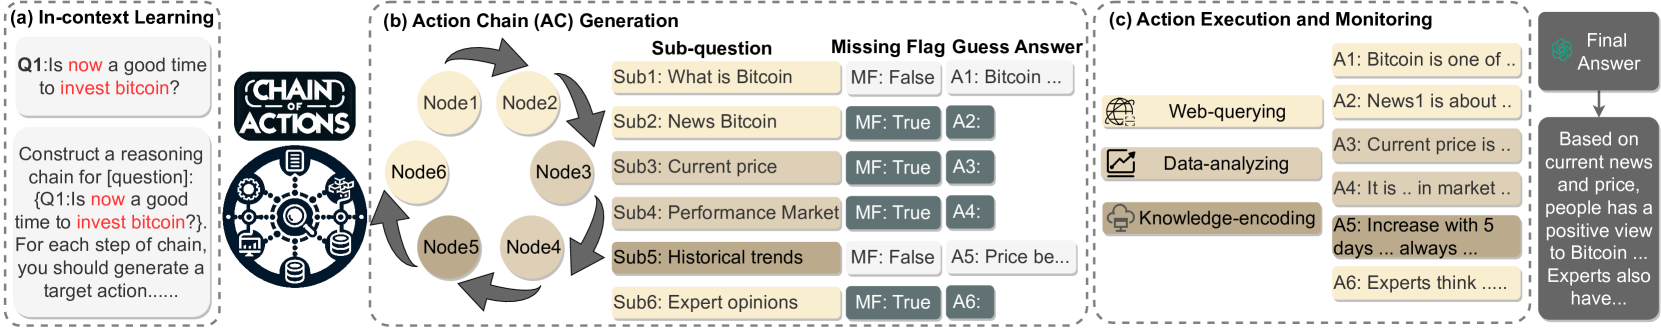 (a) In-context Learning
Q1:Is now a good time
to invest bitcoin?
Construct a reasoning
chain for [question]:
{Q1:Is now a good
time to invest bitcoin?}.
For each step of chain,
you should generate a
target action......
CHAIN
OF
ACTIONS
(b) Action Chain (AC) Generation
Node1
Node2
Node3
Node4
Node5
Node6
Sub-question Missing Flag Guess Answer
Sub1: What is Bitcoin MF: False A1: Bitcoin ...
Sub2: News Bitcoin MF: True A2:
Sub3: Current price MF: True A3:
Sub4: Performance Market MF: True A4:
Sub5: Historical trends MF: False A5: Price be...
Sub6: Expert opinions MF: True A6:
(c) Action Execution and Monitoring
Web-querying
Data-analyzing
Knowledge-encoding
A1: Bitcoin is one of ..
A2: News1 is about ..
A3: Current price is ..
A4: It is .. in market ..
A5: Increase with 5
days ... always ...
A6: Experts think .....
Final
Answer
Based on
current news
and price,
people has a
positive view
to Bitcoin ...
Experts also
have...